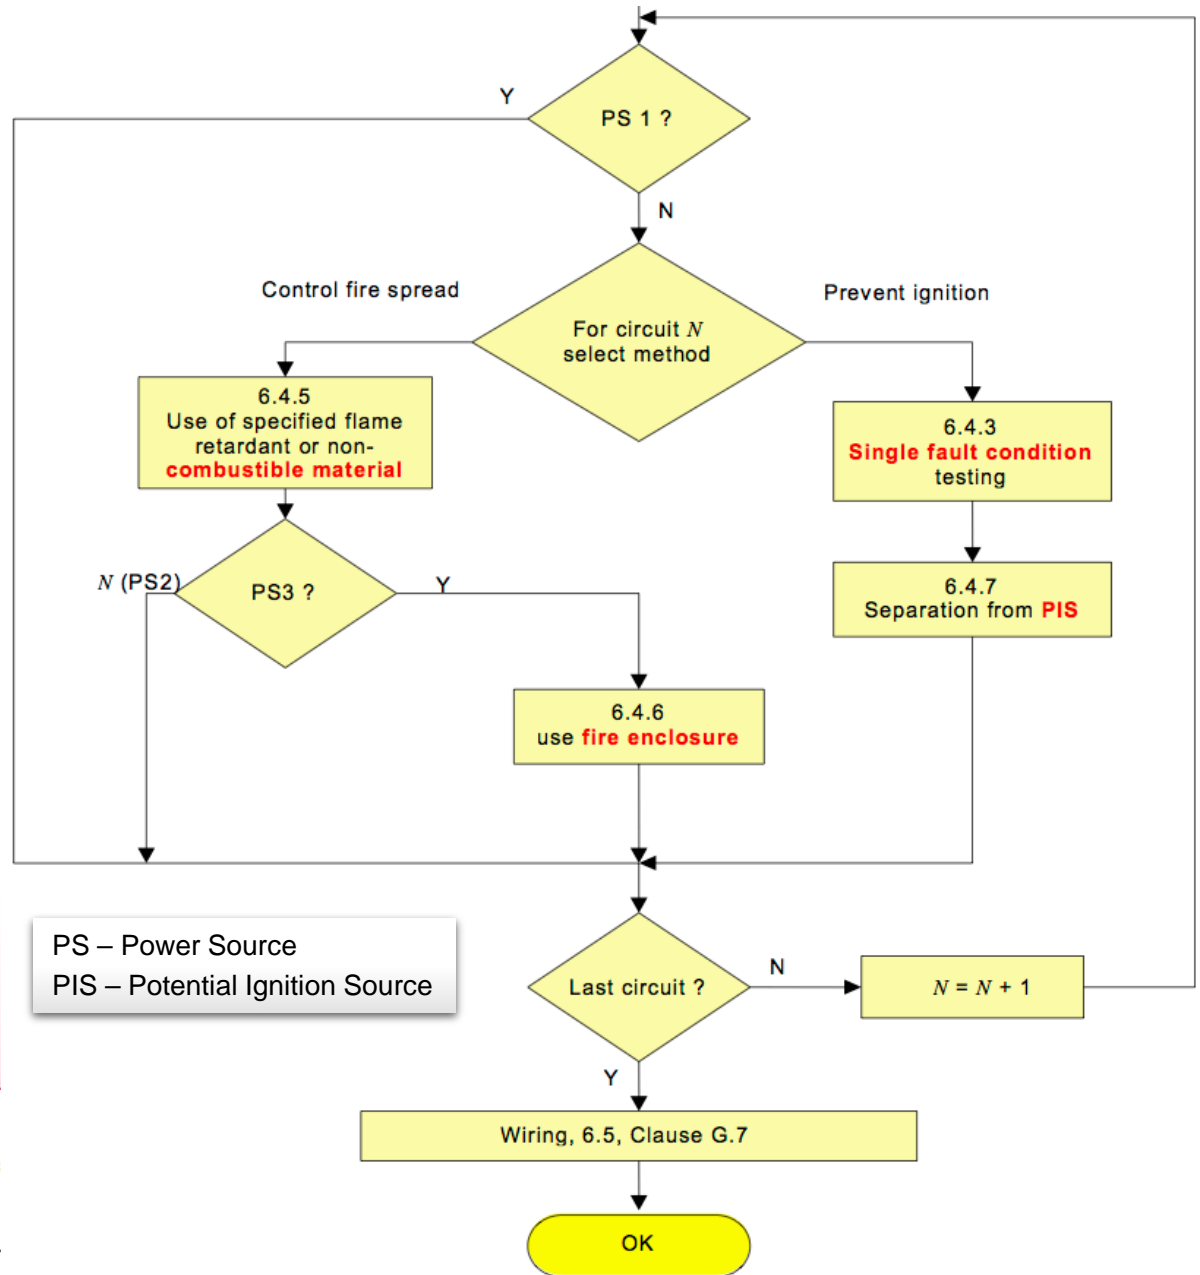 Y
PS 1 ?
N
Control fire spread
Prevent ignition
For circuit N
select method
6.4.5
Use of specified flame
retardant or non-
combustible material
6.4.3
Single fault condition
testing
N (PS2)
PS3 ?
Y
6.4.7
Separation from PIS
6.4.6
use fire enclosure
PS – Power Source
PIS – Potential Ignition Source
Last circuit ?
N
N = N + 1
Y
Wiring, 6.5, Clause G.7
OK